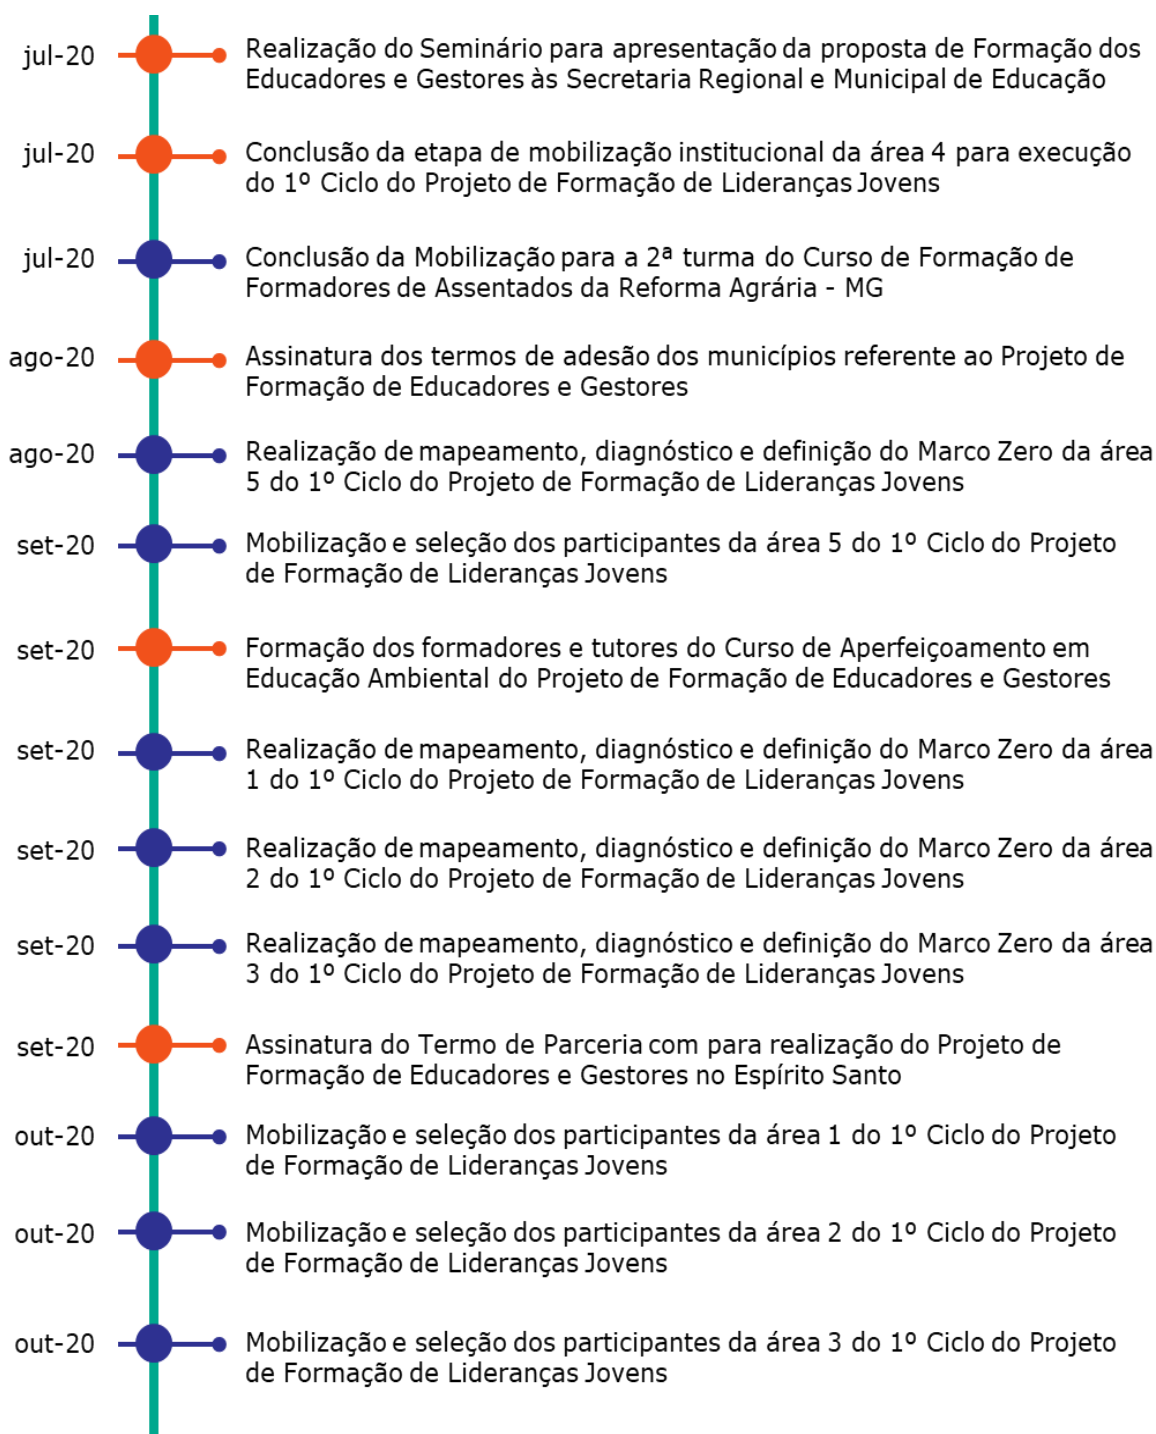 jul-20
Realização do Seminário para apresentação da proposta de Formação dos
Educadores e Gestores às Secretaria Regional e Municipal de Educação
jul-20
Conclusão da etapa de mobilização institucional da área 4 para execução
do 1º Ciclo do Projeto de Formação de Lideranças Jovens
jul-20
Conclusão da Mobilização para a 2ª turma do Curso de Formação de
Formadores de Assentados da Reforma Agrária - MG
ago-20
Assinatura dos termos de adesão dos municípios referente ao Projeto de
Formação de Educadores e Gestores
ago-20
Realização de mapeamento, diagnóstico e definição do Marco Zero da área
5 do 1º Ciclo do Projeto de Formação de Lideranças Jovens
set-20
Mobilização e seleção dos participantes da área 5 do 1º Ciclo do Projeto
de Formação de Lideranças Jovens
set-20
Formação dos formadores e tutores do Curso de Aperfeiçoamento em
Educação Ambiental do Projeto de Formação de Educadores e Gestores
set-20
Realização de mapeamento, diagnóstico e definição do Marco Zero da área
1 do 1º Ciclo do Projeto de Formação de Lideranças Jovens
set-20
Realização de mapeamento, diagnóstico e definição do Marco Zero da área
2 do 1º Ciclo do Projeto de Formação de Lideranças Jovens
set-20
Realização de mapeamento, diagnóstico e definição do Marco Zero da área
3 do 1º Ciclo do Projeto de Formação de Lideranças Jovens
set-20
Assinatura do Termo de Parceria com para realização do Projeto de
Formação de Educadores e Gestores no Espírito Santo
out-20
Mobilização e seleção dos participantes da área 1 do 1º Ciclo do Projeto
de Formação de Lideranças Jovens
out-20
Mobilização e seleção dos participantes da área 2 do 1º Ciclo do Projeto
de Formação de Lideranças Jovens
out-20
Mobilização e seleção dos participantes da área 3 do 1º Ciclo do Projeto
de Formação de Lideranças Jovens